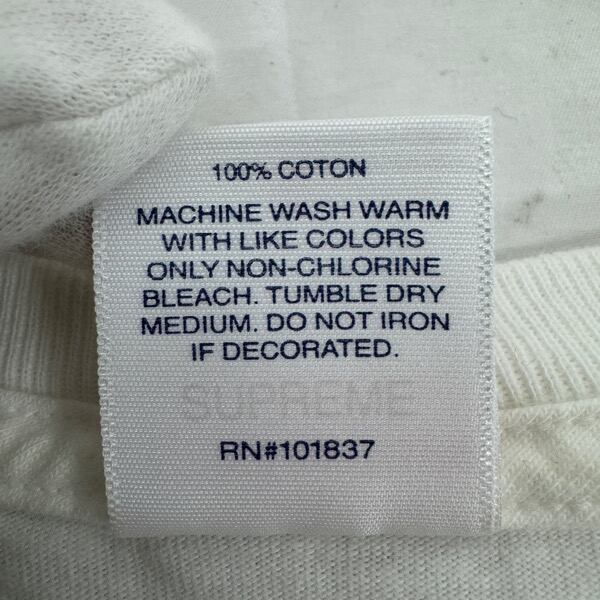 100% COTON
MACHINE WASH WARM
WITH LIKE COLORS
ONLY NON-CHLORINE
BLEACH. TUMBLE DRY
MEDIUM. DO NOT IRON
IF DECORATED.
SUPREME
RN#101837